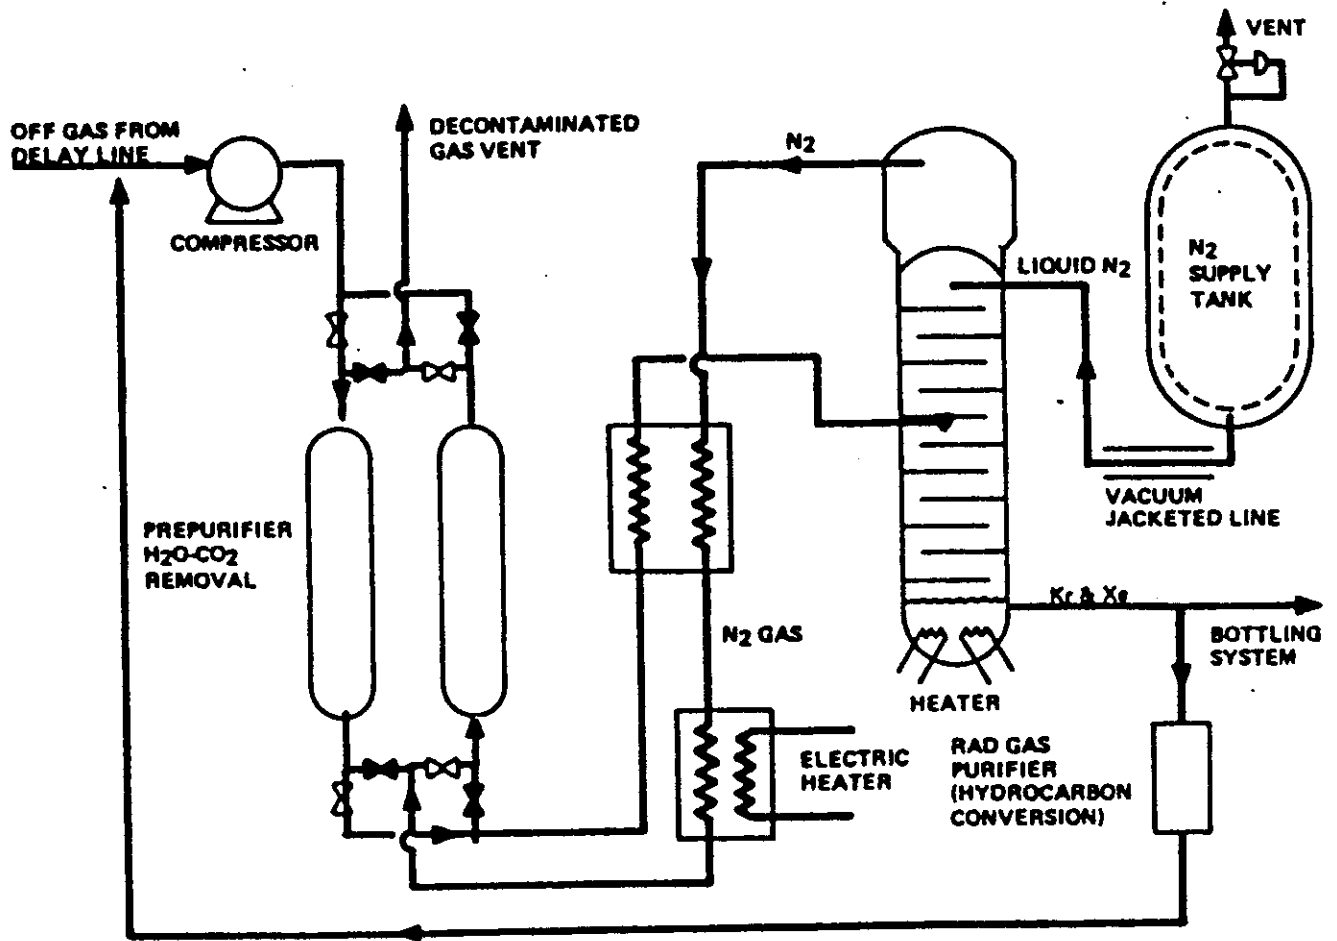 VENT
OFF GAS FROM
DELAY LINE
DECONTAMINATED
GAS VENT
N2
COMPRESSOR
LIQUID N2
N2
SUPPLY
TANK
VACUUM
JACKETED LINE
PREPURIFIER
H2O-CO2
REMOVAL
Kr & Xe
N2 GAS
BOTTLING
SYSTEM
HEATER
ELECTRIC
HEATER
RAD GAS
PURIFIER
(HYDROCARBON
CONVERSION)